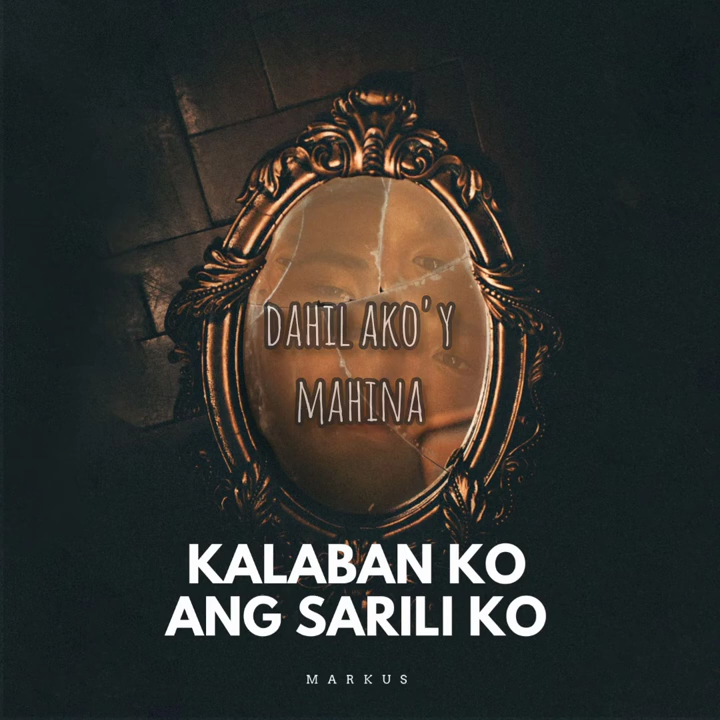 DAHIL AKO'Y
MAHINA
KALABAN KO
ANG SARILI KO
MARKUS